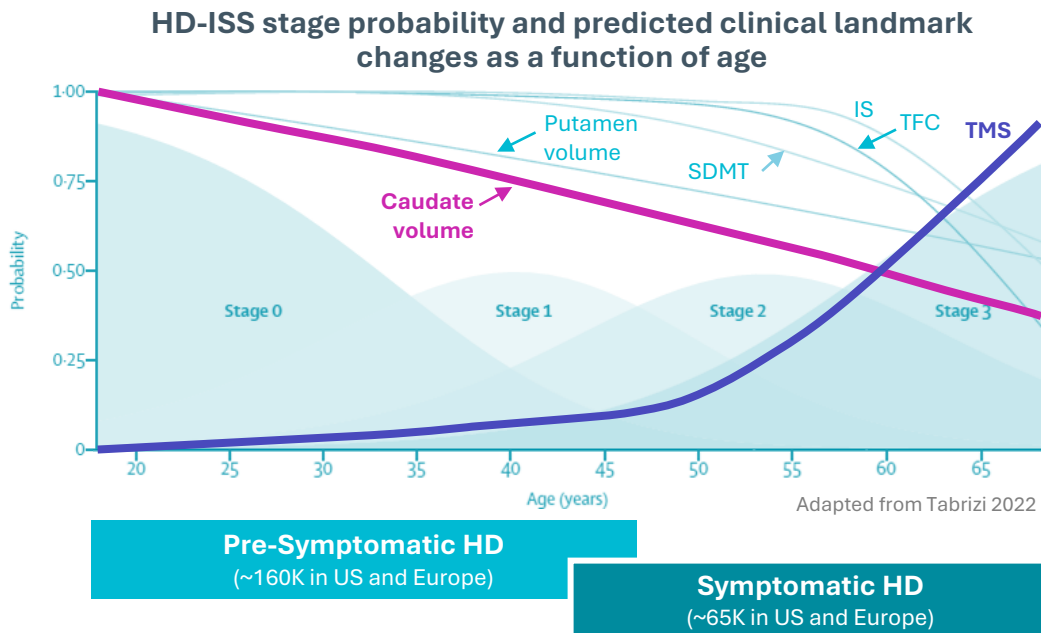 HD-ISS stage probability and predicted clinical landmark
changes as a function of age
1·00
0·75
0·50
0·25
0
Probability
Putamen
volume
Caudate
volume
SDMT
IS
TFC
TMS
Stage 0
Stage 1
Stage 2
Stage 3
20
25
30
35
40
45
50
55
60
65
Age (years)
Adapted from Tabrizi 2022
Pre-Symptomatic HD
(~160K in US and Europe)
Symptomatic HD
(~65K in US and Europe)